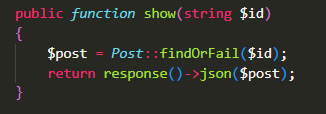 public function show(string $id)
{
    $post = Post::findOrFail($id);
    return response()->json($post);
}